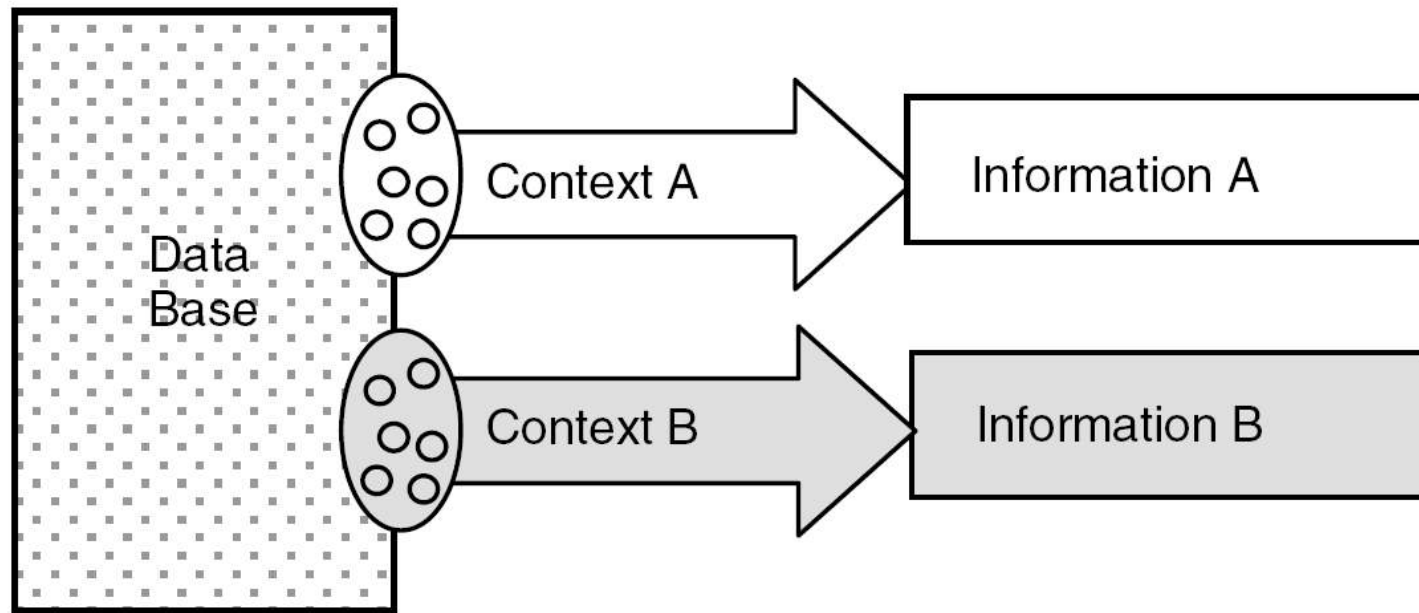 Data
Base
Context A
Information A
Context B
Information B